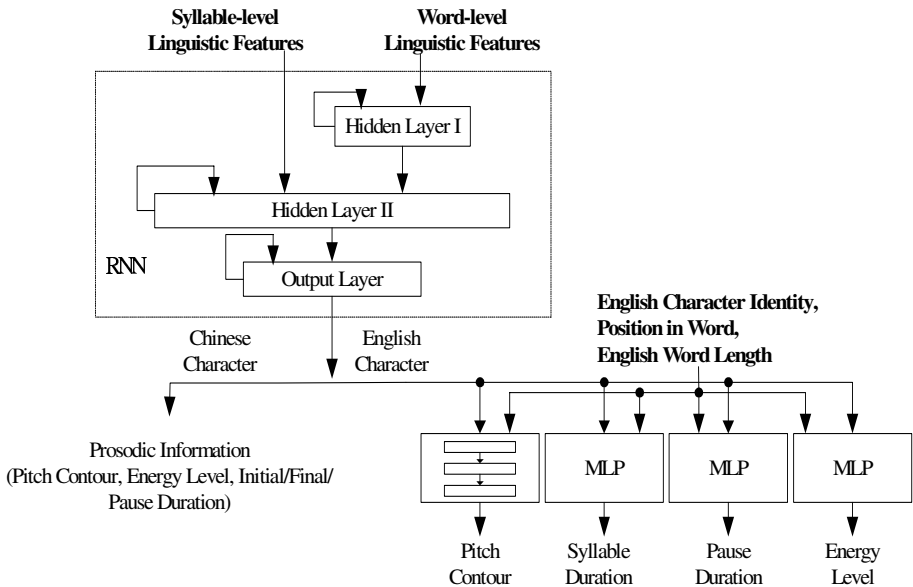 Syllable-level
Linguistic Features
Word-level
Linguistic Features
Hidden Layer I
Hidden Layer II
RNN
Output Layer
Chinese
Character
English
Character
English Character Identity,
Position in Word,
English Word Length
Prosodic Information
(Pitch Contour, Energy Level, Initial/Final/
Pause Duration)
MLP
MLP
MLP
Pitch
Contour
Syllable
Duration
Pause
Duration
Energy
Level